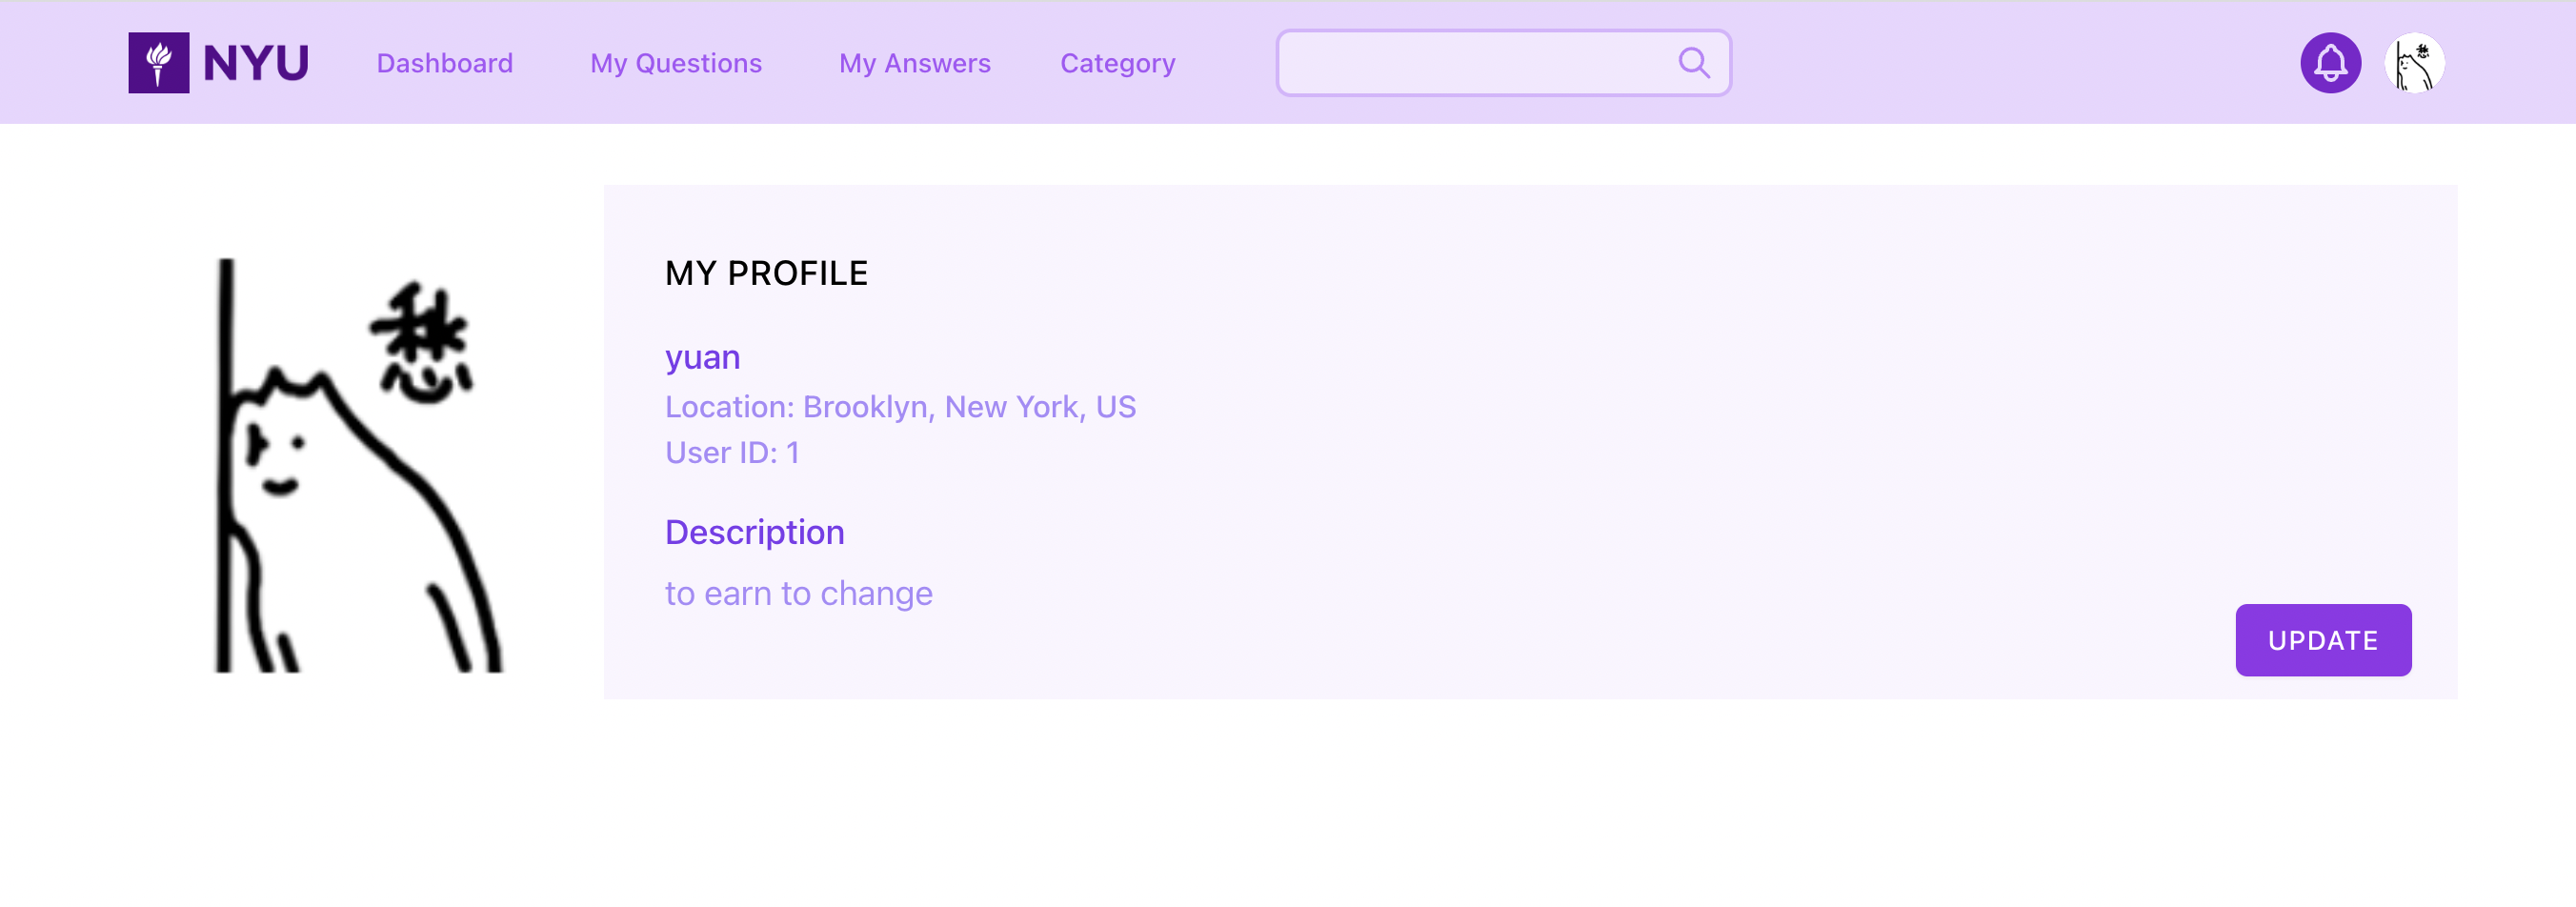 NYU
Dashboard
My Questions
My Answers
Category
愁
MY PROFILE
yuan
Location: Brooklyn, New York, US
User ID: 1
Description
to earn to change
UPDATE